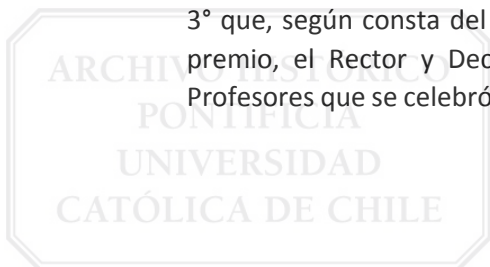 3° que, según consta del
premio, el Rector y Dec
Profesores que se celebró
ARCHIVO HISTÓRICO
PONTIFICIA
UNIVERSIDAD
CATÓLICA DE CHILE